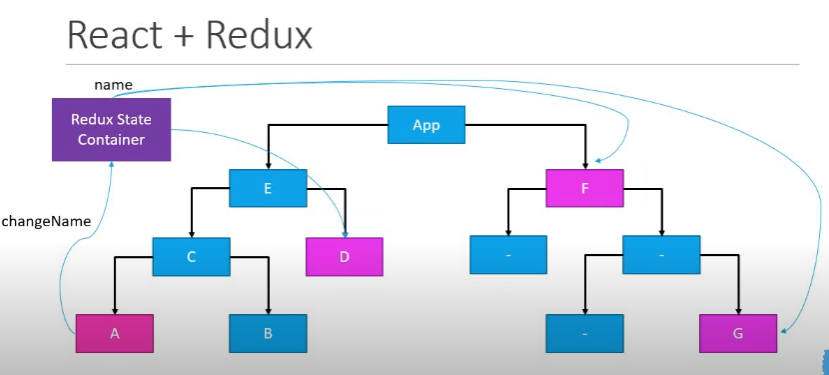 React + Redux
name
Redux State
Container
App
E
F
changeName
C
D
-
-
A
B
-
G